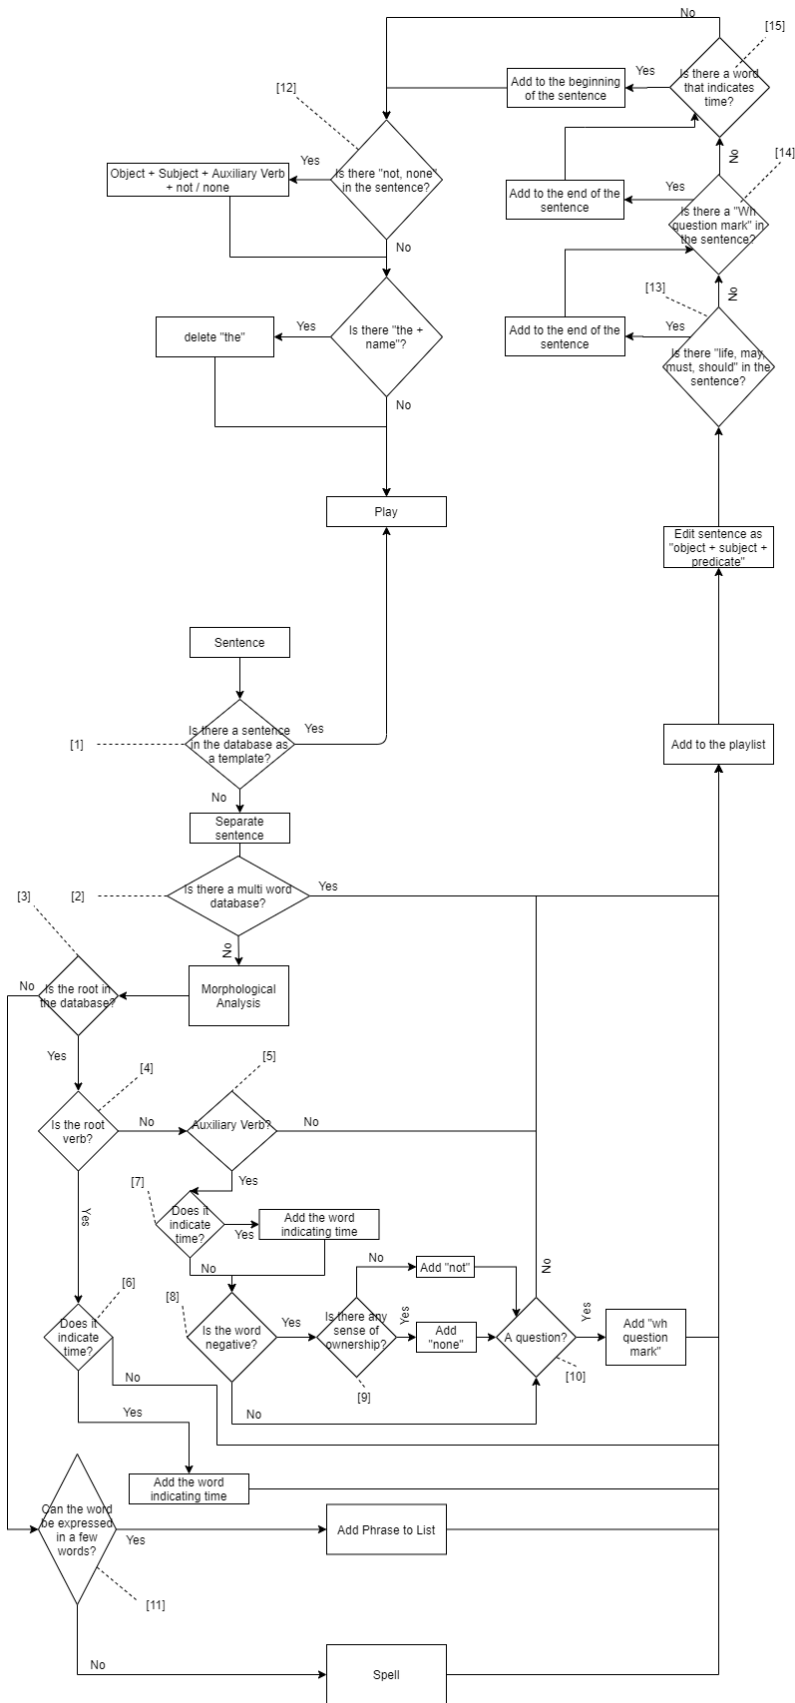 No
[15]
Is there a word
that indicates
time?
Yes
Add to the beginning
of the sentence
[12]
Is there "not, none"
in the sentence?
Yes
Object + Subject + Auxiliary Verb
+ not / none
No
[14]
No
Is there a "Wh
question mark" in
the sentence?
Yes
Add to the end of the
sentence
[13]
No
Is there "life, may,
must, should" in the
sentence?
Yes
Add to the end of the
sentence
Is there "the +
name"?
Yes
delete "the"
No
Play
Edit sentence as
"object + subject +
predicate"
Sentence
Is there a sentence
in the database as
a template?
[1]
Yes
No
Add to the playlist
Separate
sentence
Is there a multi word
database?
[2]
Yes
No
[3]
Morphological
Analysis
Is the root in
the database?
No
Yes
[4]
Is the root
verb?
No
[5]
Auxiliary Verb?
No
Yes
Yes
[7]
Does it
indicate
time?
Yes
Add the word
indicating time
No
[6]
Does it
indicate
time?
No
Yes
Add the word
indicating time
[8]
Is the word
negative?
Yes
No
Is there any
sense of
ownership?
[9]
No
Add "not"
Yes
Add
"none"
A question?
[10]
No
Yes
Add "wh
question
mark"
Can the word
be expressed
in a few
words?
[11]
Yes
Add Phrase to List
No
Spell